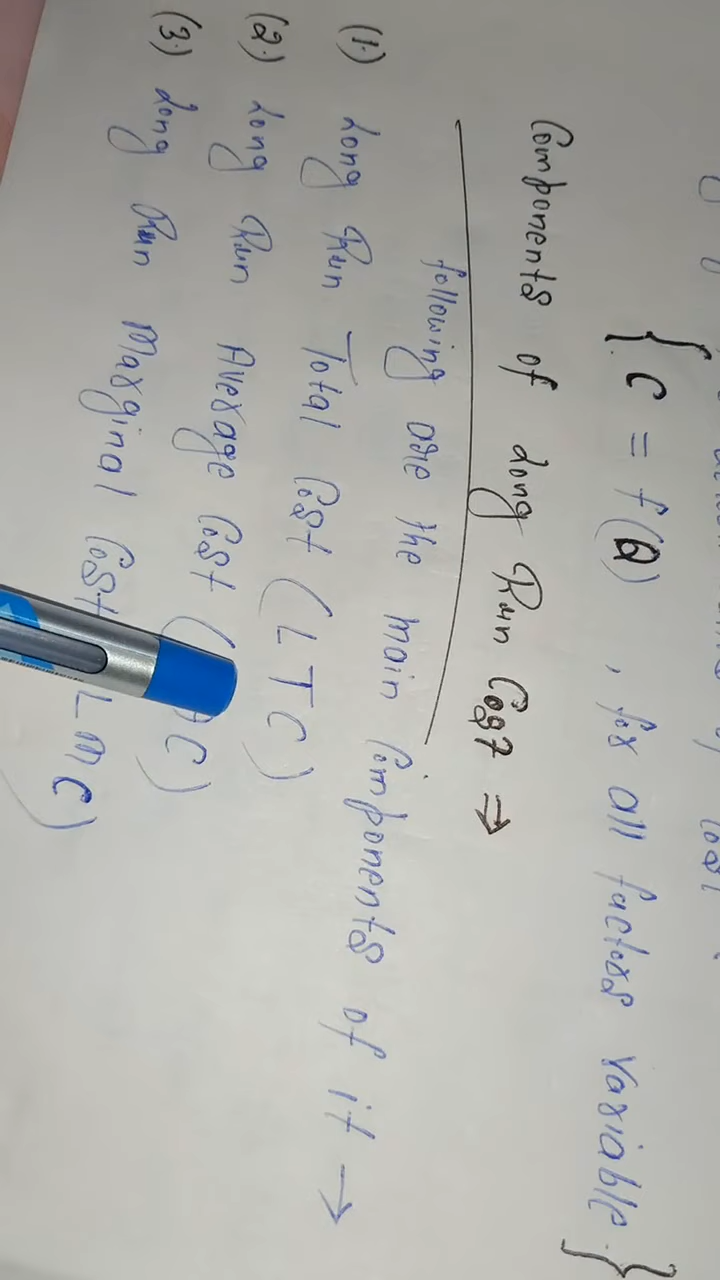 { C = f(Q) , for all factors variable. }
Components of Long Run Cost ⇒
following are the main Components of it →
(1.) Long Run Total Cost (LTC)
(2.) Long Run Average Cost ( AC)
(3.) Long Run Marginal Cost LMC)